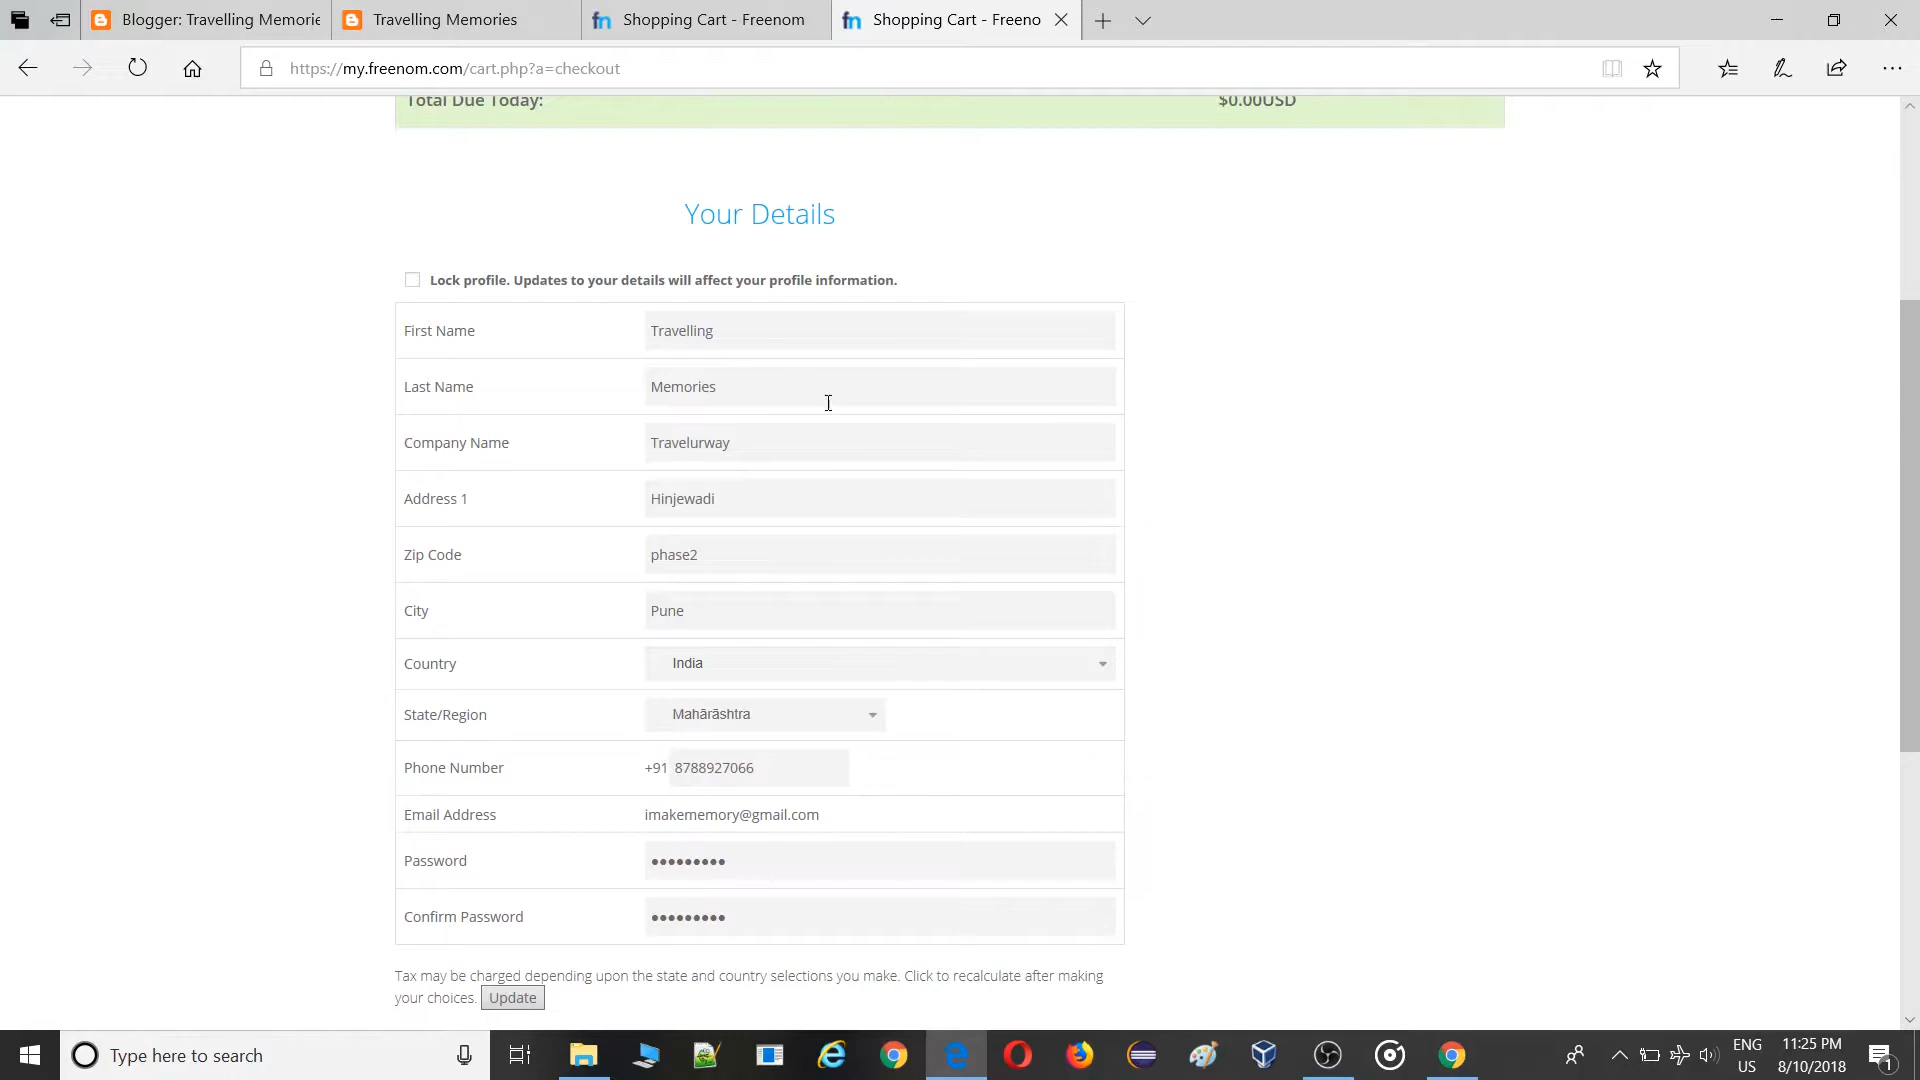 Blogger: Travelling Memorie
Travelling Memories
Shopping Cart - Freenom
Shopping Cart - Freeno
https://my.freenom.com/cart.php?a=checkout
Total Due Today: $0.00USD
Your Details
Lock profile. Updates to your details will affect your profile information.
First Name Travelling
Last Name Memories
Company Name Travelurway
Address 1 Hinjewadi
Zip Code phase2
City Pune
Country India
State/Region Mahārāshtra
Phone Number +91 8788927066
Email Address imakememory@gmail.com
Password •••••••••
Confirm Password •••••••••
Tax may be charged depending upon the state and country selections you make. Click to recalculate after making
your choices. Update
Type here to search
ENG
US
11:25 PM
8/10/2018
1